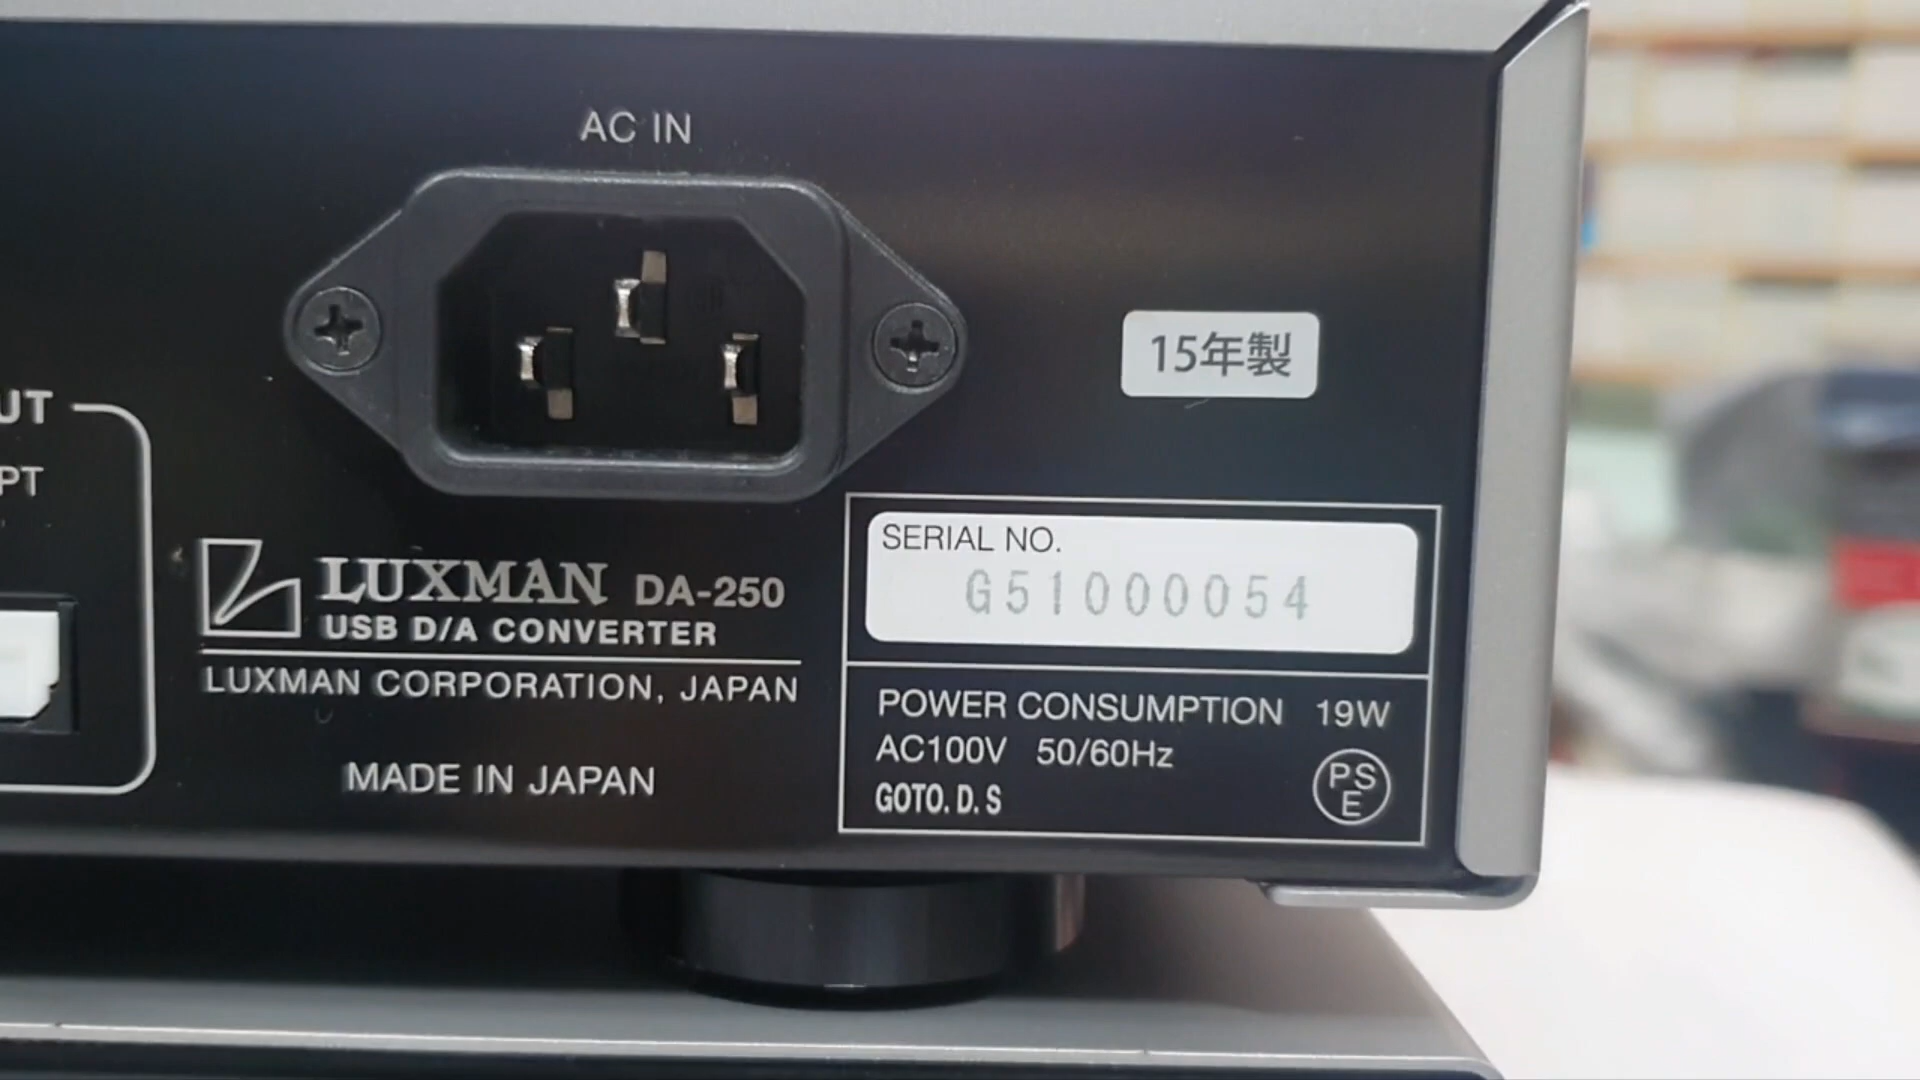 AC IN
15年製
UT
PT
LUXMAN DA-250
USB D/A CONVERTER
LUXMAN CORPORATION, JAPAN
MADE IN JAPAN
SERIAL NO.
G51000054
POWER CONSUMPTION 19W
AC100V 50/60Hz
GOTO. D. S
PS
E